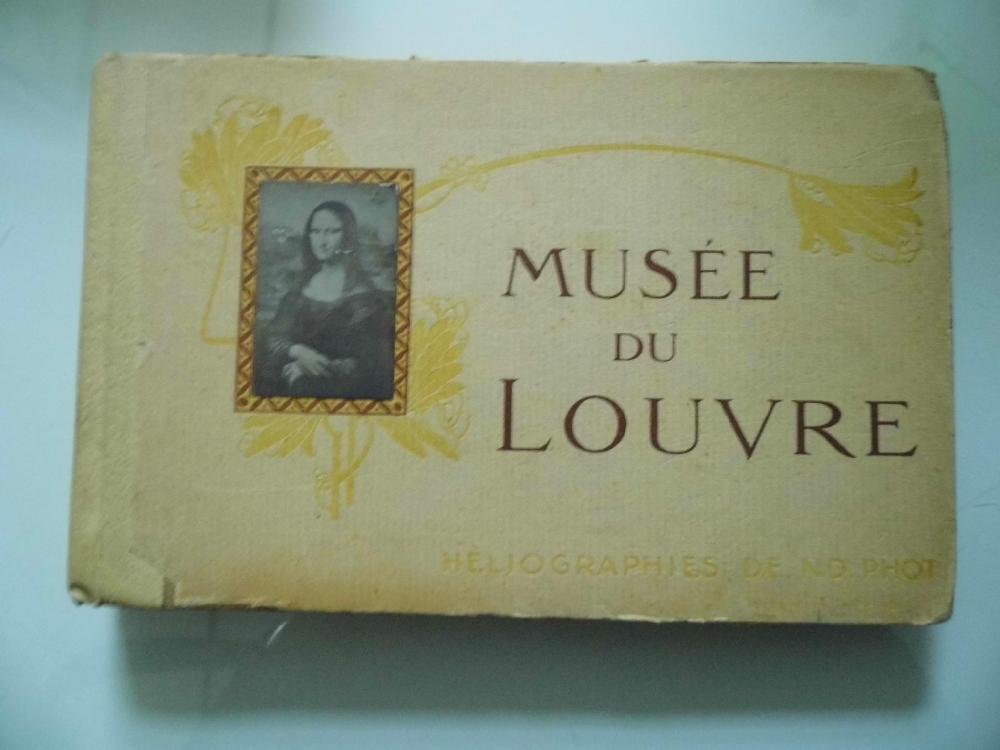 MUSÉE
DU
LOUVRE
HÉLIOGRAPHIES DE N.D. PHOT